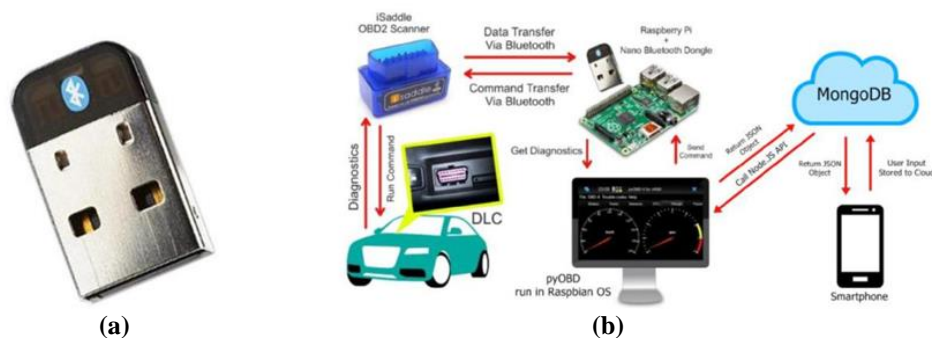 iSaddle
OBD2 Scanner
Data Transfer
Via Bluetooth
Raspberry Pi
+
Nano Bluetooth Dongle
isaddle
Command Transfer
Via Bluetooth
MongoDB
Diagnostics
Run Command
Get Diagnostics
Send
Command
Return JSON
Object
Call Node.JS API
Return JSON
Object
User Input
Stored to Cloud
DLC
pyOBD
run in Raspbian OS
Smartphone
(a)
(b)